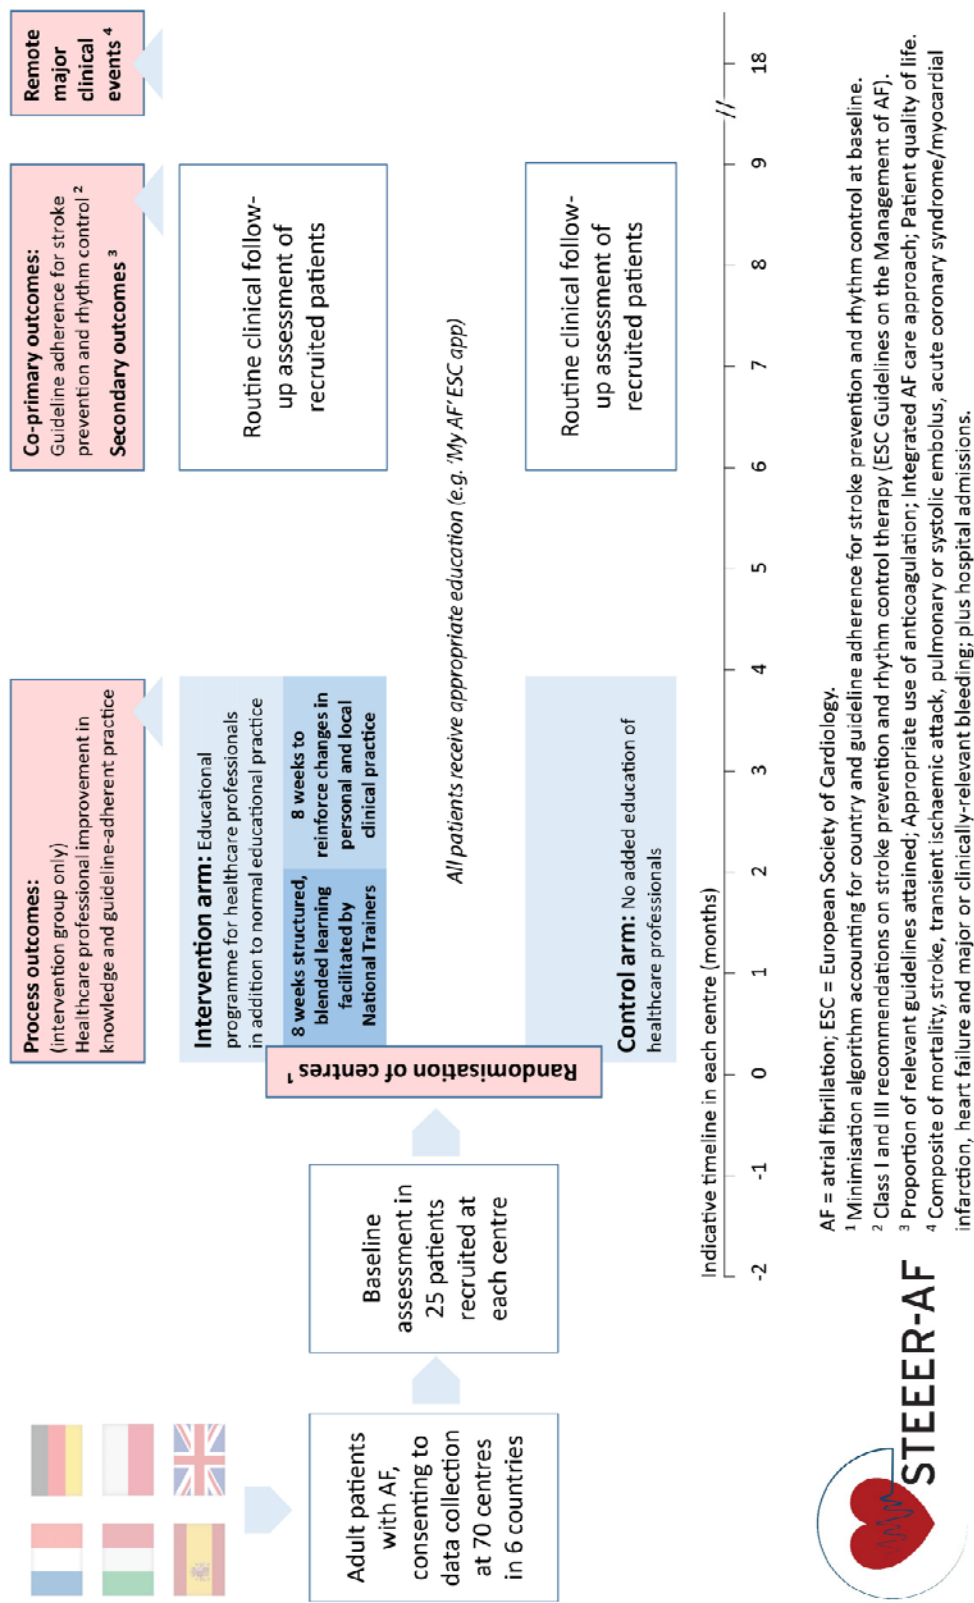 Adult patients
with AF,
consenting to
data collection
at 70 centres
in 6 countries
Baseline
assessment in
25 patients
recruited at
each centre
Randomisation of centres 1
Process outcomes:
(intervention group only)
Healthcare professional improvement in
knowledge and guideline-adherent practice
Intervention arm: Educational
programme for healthcare professionals
in addition to normal educational practice
8 weeks structured,
blended learning
facilitated by
National Trainers
8 weeks to
reinforce changes in
personal and local
clinical practice
All patients receive appropriate education (e.g. 'My AF' ESC app)
Control arm: No added education of
healthcare professionals
Co-primary outcomes:
Guideline adherence for stroke
prevention and rhythm control 2
Secondary outcomes 3
Routine clinical follow-
up assessment of
recruited patients
Routine clinical follow-
up assessment of
recruited patients
Remote
major
clinical
events 4
Indicative timeline in each centre (months)
-2 -1 0 1 2 3 4 5 6 7 8 9 // 18
STEEER-AF
AF = atrial fibrillation; ESC = European Society of Cardiology.
1 Minimisation algorithm accounting for country and guideline adherence for stroke prevention and rhythm control at baseline.
2 Class I and III recommendations on stroke prevention and rhythm control therapy (ESC Guidelines on the Management of AF).
3 Proportion of relevant guidelines attained; Appropriate use of anticoagulation; Integrated AF care approach; Patient quality of life.
4 Composite of mortality, stroke, transient ischaemic attack, pulmonary or systolic embolus, acute coronary syndrome/myocardial
infarction, heart failure and major or clinically-relevant bleeding; plus hospital admissions.